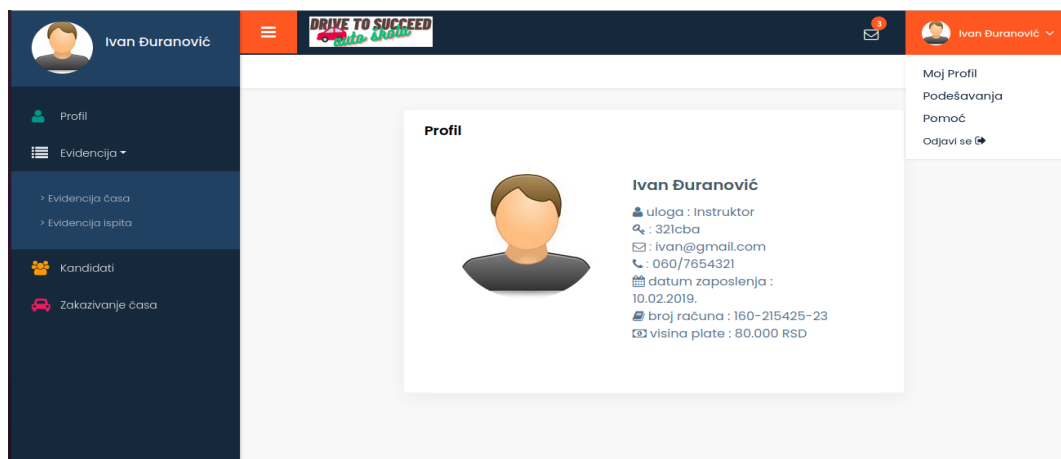 Ivan Đuranović
DRIVE TO SUCCEED
auto škola
3
Ivan Đuranović
Moj Profil
Podešavanja
Pomoć
Odjavi se
Profil
Evidencija
> Evidencija časa
> Evidencija ispita
Kandidati
Zakazivanje časa
Profil
Ivan Đuranović
uloga : Instruktor
: 321cba
: ivan@gmail.com
: 060/7654321
datum zaposlenja :
10.02.2019.
broj računa : 160-215425-23
visina plate : 80.000 RSD